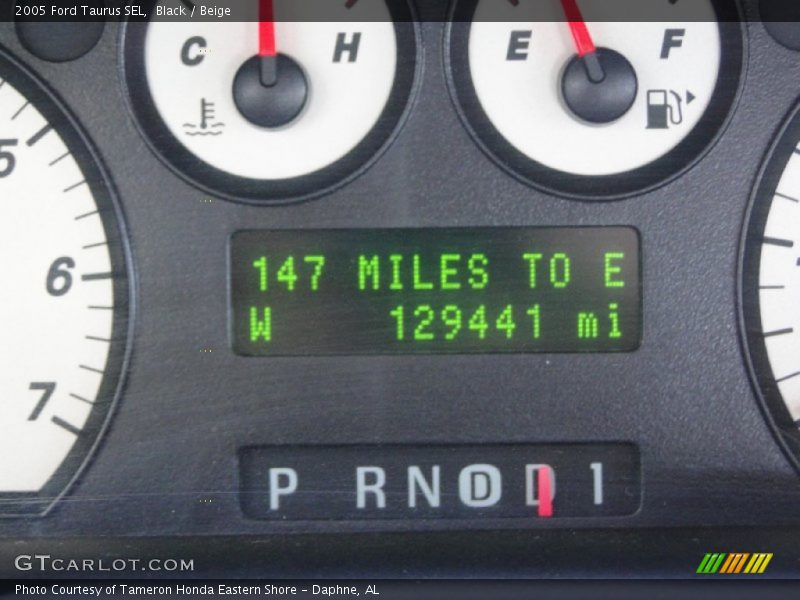 2005 Ford Taurus SEL, Black / Beige
C H
E F
5
6
7
147 MILES TO E
W 129441 mi
P R N D D 1
GTCARLOT.COM
Photo Courtesy of Tameron Honda Eastern Shore - Daphne, AL